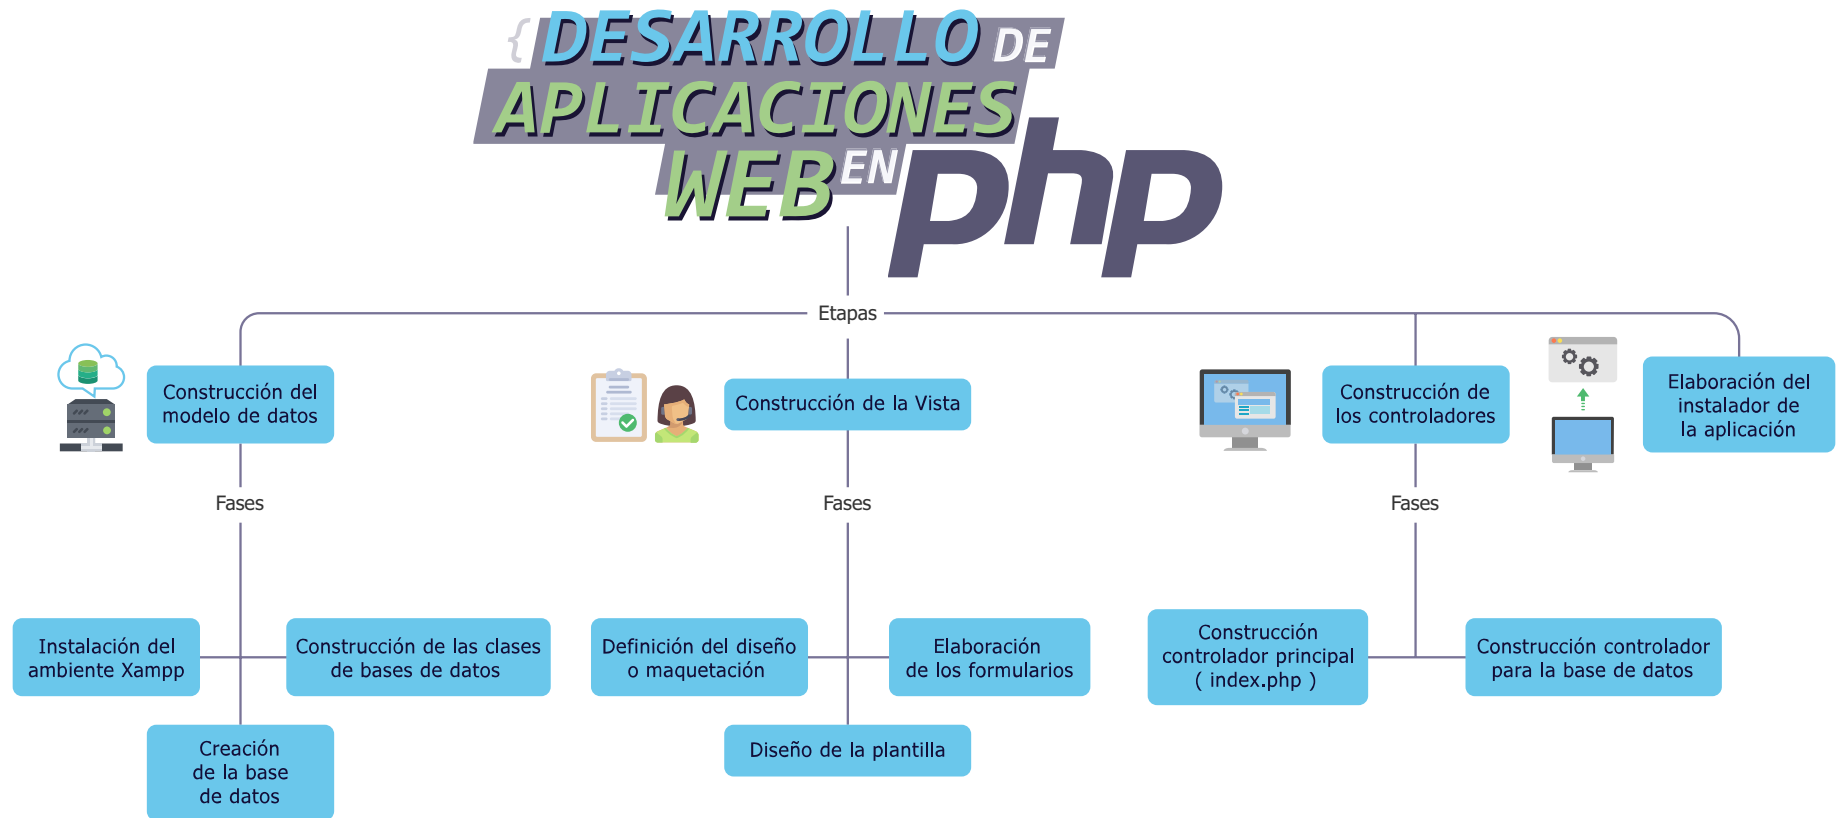 { DESARROLLO DE
APLICACIONES
WEB EN php
Etapas
Construcción del
modelo de datos
Construcción de la Vista
Construcción de
los controladores
Elaboración del
instalador de
la aplicación
Fases
Fases
Fases
Instalación del
ambiente Xampp
Construcción de las clases
de bases de datos
Creación
de la base
de datos
Definición del diseño
o maquetación
Elaboración
de los formularios
Diseño de la plantilla
Construcción
controlador principal
( index.php )
Construcción controlador
para la base de datos